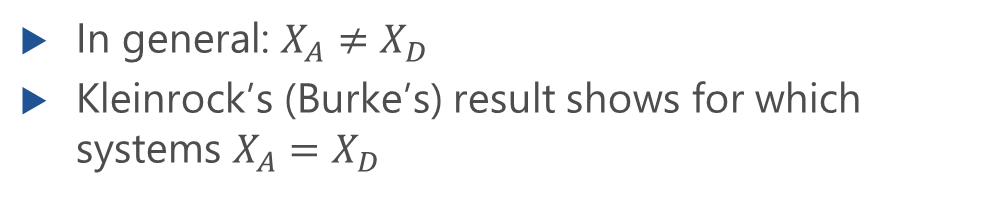 ▶ In general: X_A ≠ X_D
▶ Kleinrock's (Burke's) result shows for which
systems X_A = X_D